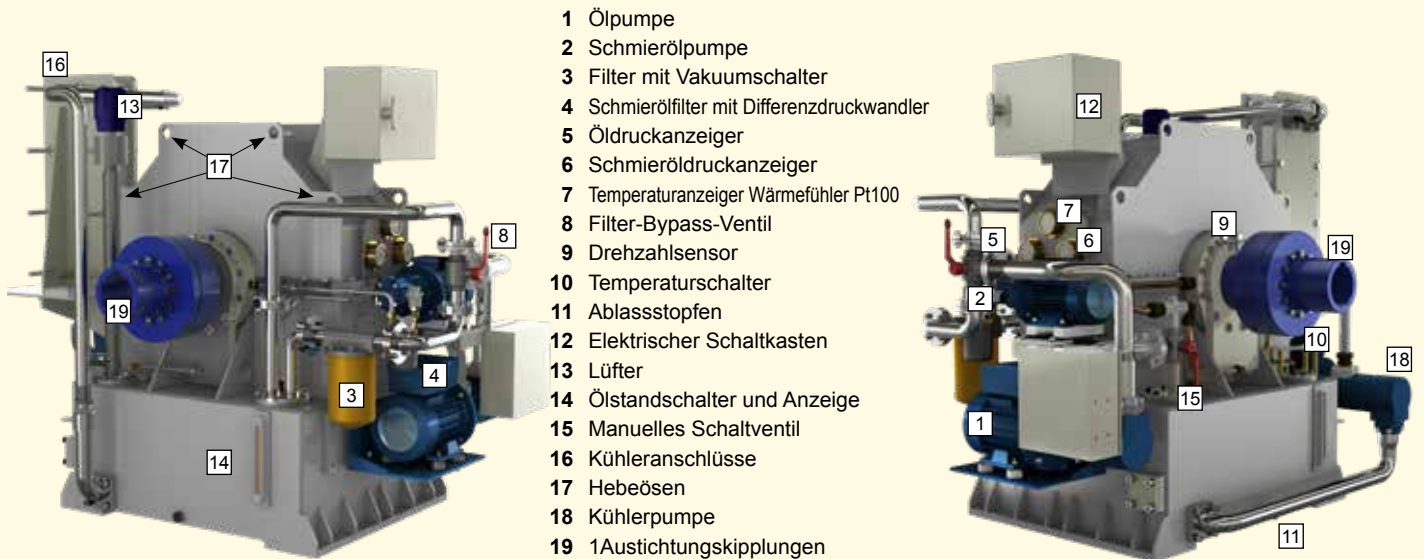 1 Ölpumpe
2 Schmierölpumpe
3 Filter mit Vakuumschalter
4 Schmierölfilter mit Differenzdruckwandler
5 Öldruckanzeiger
6 Schmieröldruckanzeiger
7 Temperaturanzeiger Wärmefühler Pt100
8 Filter-Bypass-Ventil
9 Drehzahlsensor
10 Temperaturschalter
11 Ablassstopfen
12 Elektrischer Schaltkasten
13 Lüfter
14 Ölstandschalter und Anzeige
15 Manuelles Schaltventil
16 Kühleranschlüsse
17 Hebeösen
18 Kühlerpumpe
19 1Austichtungskipplungen
16
13
17
8
19
4
3
14
12
7
9
5
6
19
2
10
18
15
1
11